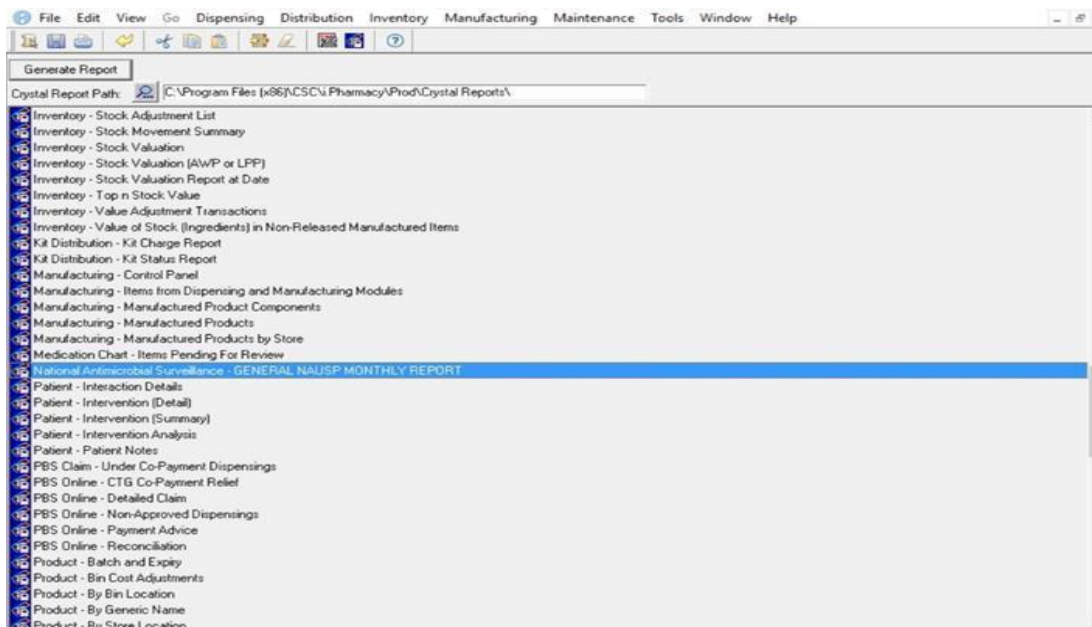 File Edit View Go Dispensing Distribution Inventory Manufacturing Maintenance Tools Window Help
Generate Report
Crystal Report Path: C:\Program Files (x86)\CSC\i.Pharmacy\Prod\Crystal Reports\
Inventory - Stock Adjustment List
Inventory - Stock Movement Summary
Inventory - Stock Valuation
Inventory - Stock Valuation (AWP or LPP)
Inventory - Stock Valuation Report at Date
Inventory - Top n Stock Value
Inventory - Value Adjustment Transactions
Inventory - Value of Stock (Ingredients) in Non-Released Manufactured Items
Kit Distribution - Kit Charge Report
Kit Distribution - Kit Status Report
Manufacturing - Control Panel
Manufacturing - Items from Dispensing and Manufacturing Modules
Manufacturing - Manufactured Product Components
Manufacturing - Manufactured Products
Manufacturing - Manufactured Products by Store
Medication Chart - Items Pending For Review
National Antimicrobial Surveillance - GENERAL NAUSP MONTHLY REPORT
Patient - Interaction Details
Patient - Intervention (Detail)
Patient - Intervention (Summary)
Patient - Intervention Analysis
Patient - Patient Notes
PBS Claim - Under Co-Payment Dispensings
PBS Online - CTG Co-Payment Relief
PBS Online - Detailed Claim
PBS Online - Non-Approved Dispensings
PBS Online - Payment Advice
PBS Online - Reconciliation
Product - Batch and Expiry
Product - Bin Cost Adjustments
Product - By Bin Location
Product - By Generic Name
Product - By Store Location